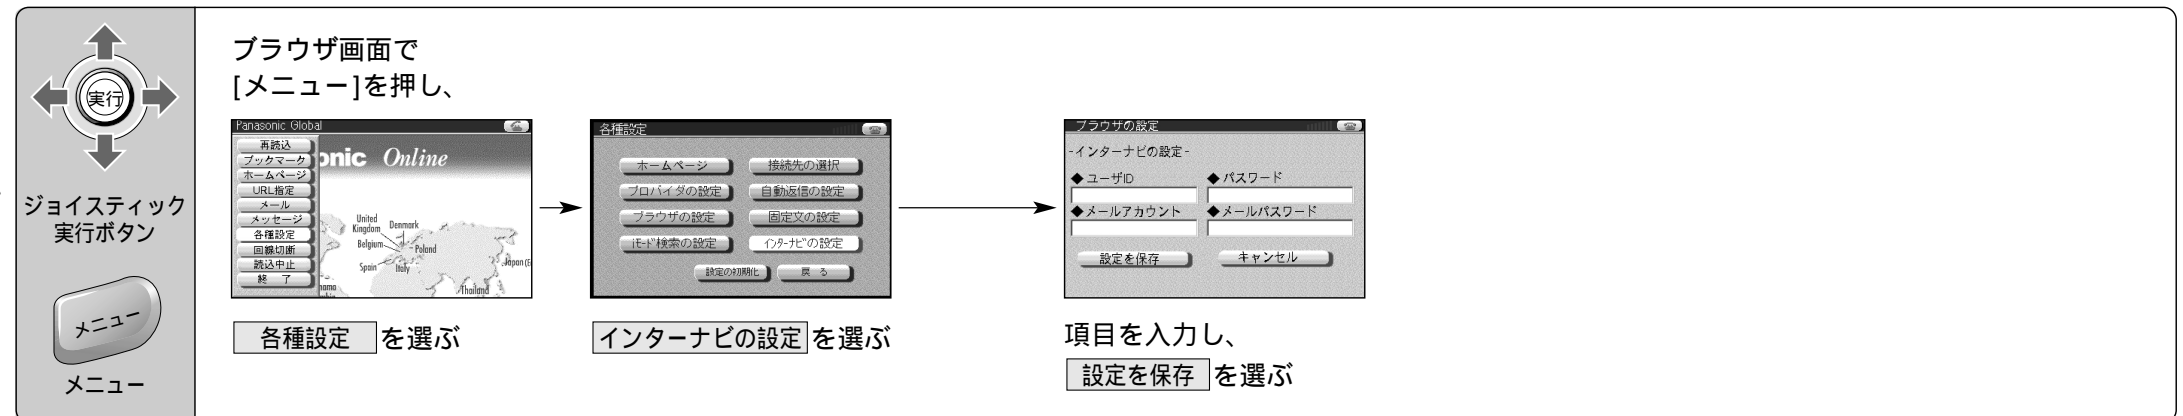 実行
ジョイスティック
実行ボタン
メニュー
メニュー
ブラウザ画面で
[メニュー]を押し、
Panasonic Global
再読込
ブックマーク
ホームページ
URL指定
メール
メッセージ
各種設定
回線切断
読込中止
終 了
onic Online
United
Kingdom
Denmark
Belgium
Poland
Spain
Italy
Japan (E
Thailand
各種設定 を選ぶ
各種設定
ホームページ 接続先の選択
プロバイダの設定 自動返信の設定
ブラウザの設定 固定文の設定
iモード検索の設定 インターナビの設定
設定の初期化 戻 る
インターナビの設定 を選ぶ
ブラウザの設定
-インターナビの設定-
◆ ユーザID ◆ パスワード
◆メールアカウント ◆メールパスワード
設定を保存 キャンセル
項目を入力し、
設定を保存 を選ぶ